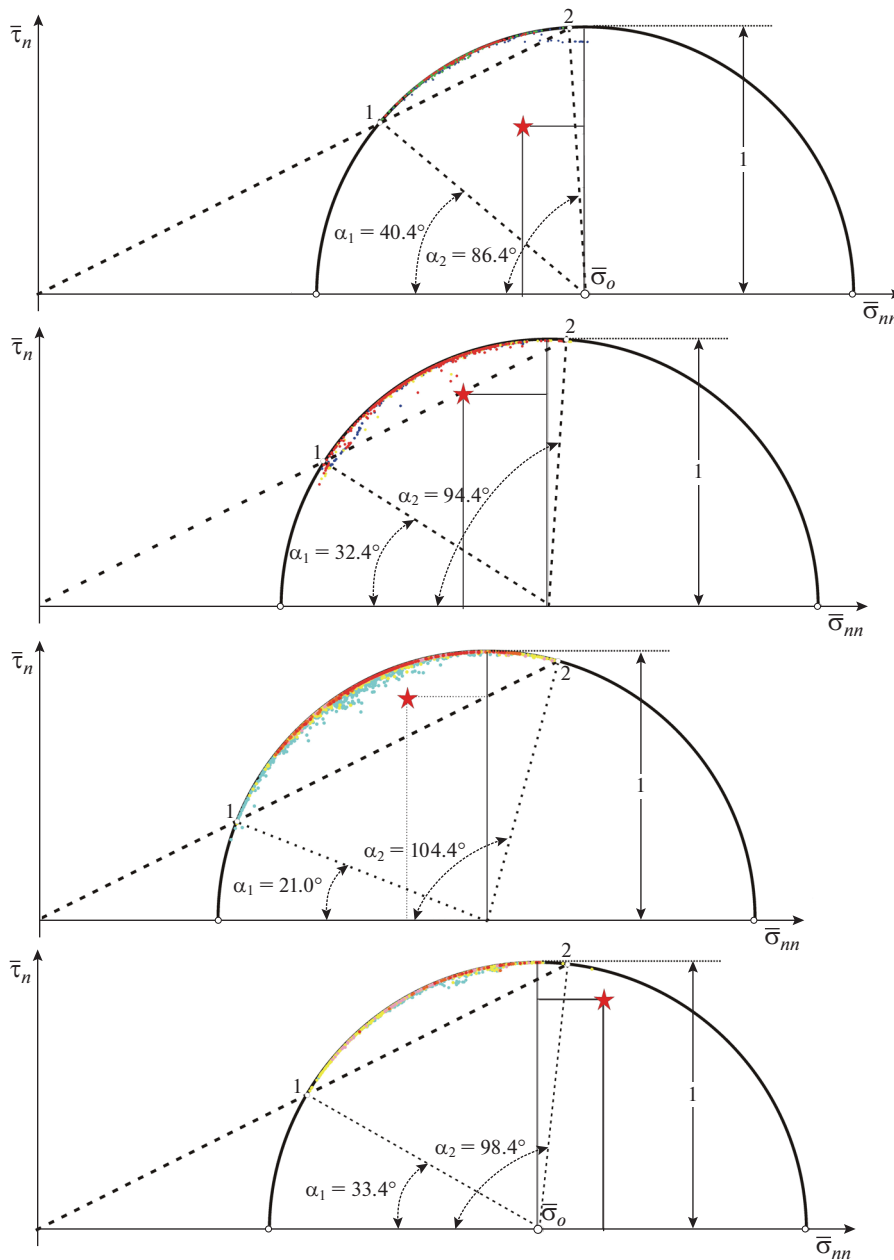 τ̅n
2
1
1
α1 = 40.4°
α2 = 86.4°
σ̅o
σ̅nn
τ̅n
2
1
1
α2 = 94.4°
α1 = 32.4°
σ̅nn
τ̅n
2
1
1
α2 = 104.4°
α1 = 21.0°
σ̅nn
τ̅n
2
1
1
α2 = 98.4°
α1 = 33.4°
σ̅o
σ̅nn